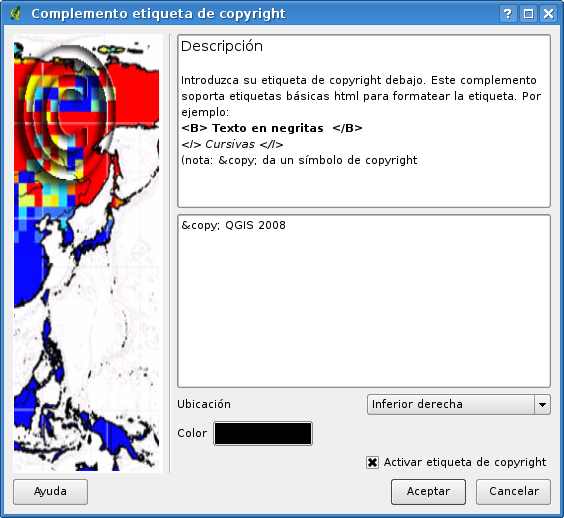 Complemento etiqueta de copyright
Descripción
Introduzca su etiqueta de copyright debajo. Este complemento
soporta etiquetas básicas html para formatear la etiqueta. Por
ejemplo:
<B> Texto en negritas </B>
<I> Cursivas </I>
(nota: &copy; da un símbolo de copyright
&copy; QGIS 2008
Ubicación
Inferior derecha
Color
Activar etiqueta de copyright
Ayuda
Aceptar
Cancelar